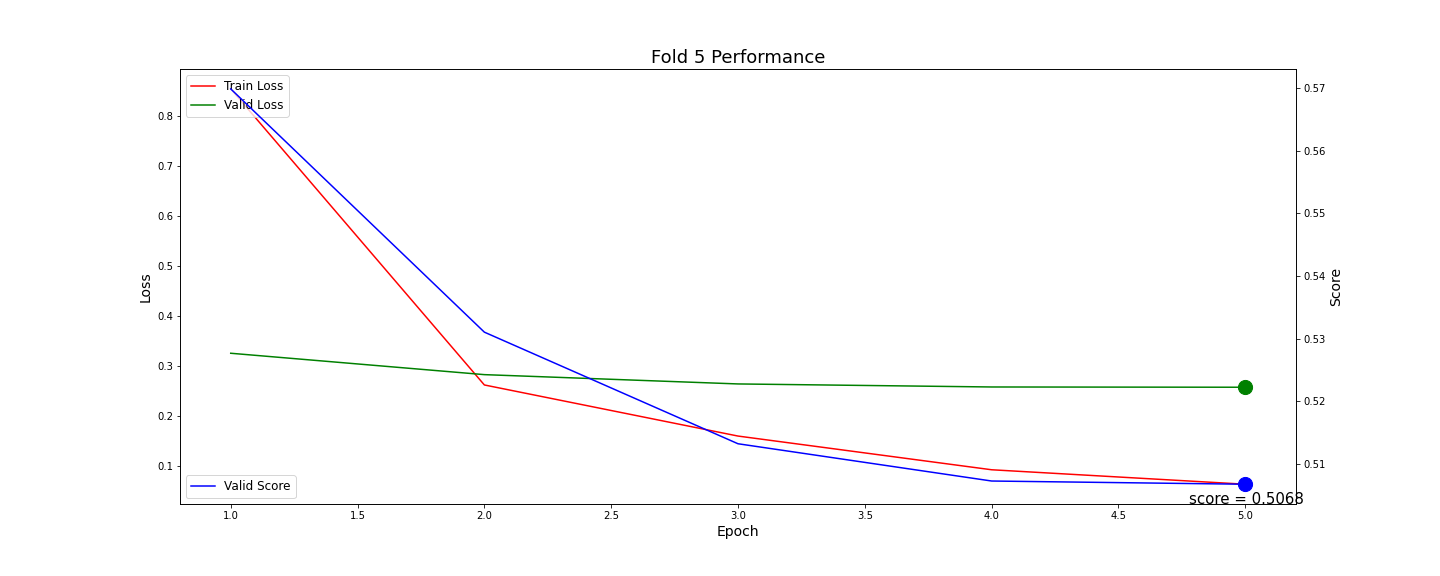 Fold 5 Performance
Train Loss
Valid Loss
0.8
0.7
0.6
0.5
0.4
0.3
0.2
0.1
Loss
0.57
0.56
0.55
0.54
0.53
0.52
0.51
Score
Valid Score
score = 0.5068
1.0 1.5 2.0 2.5 3.0 3.5 4.0 4.5 5.0
Epoch